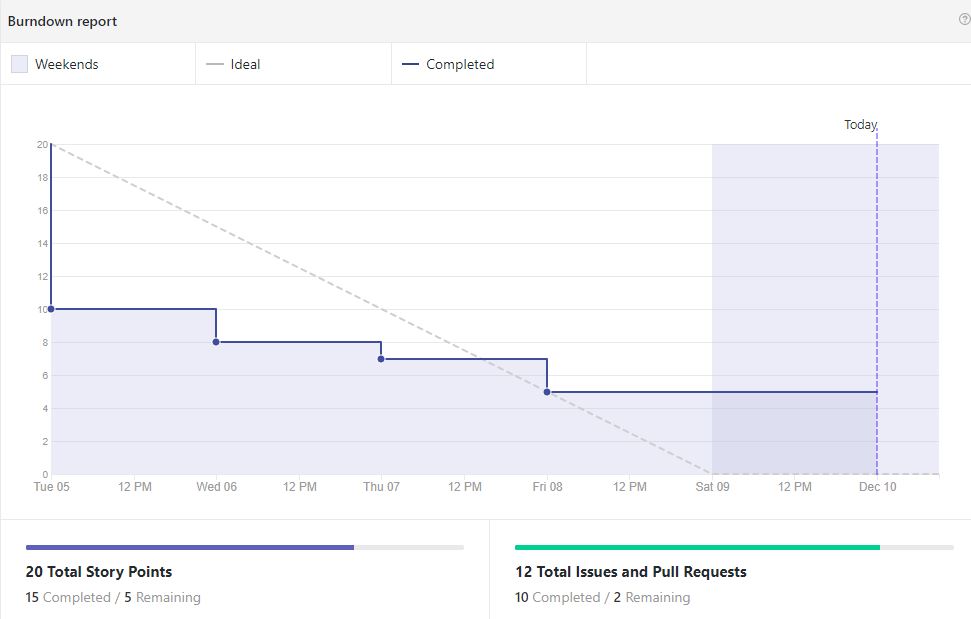 Burndown report
Weekends
Ideal
Completed
Today
20
18
16
14
12
10
8
6
4
2
0
Tue 05 12 PM Wed 06 12 PM Thu 07 12 PM Fri 08 12 PM Sat 09 12 PM Dec 10
20 Total Story Points
15 Completed / 5 Remaining
12 Total Issues and Pull Requests
10 Completed / 2 Remaining